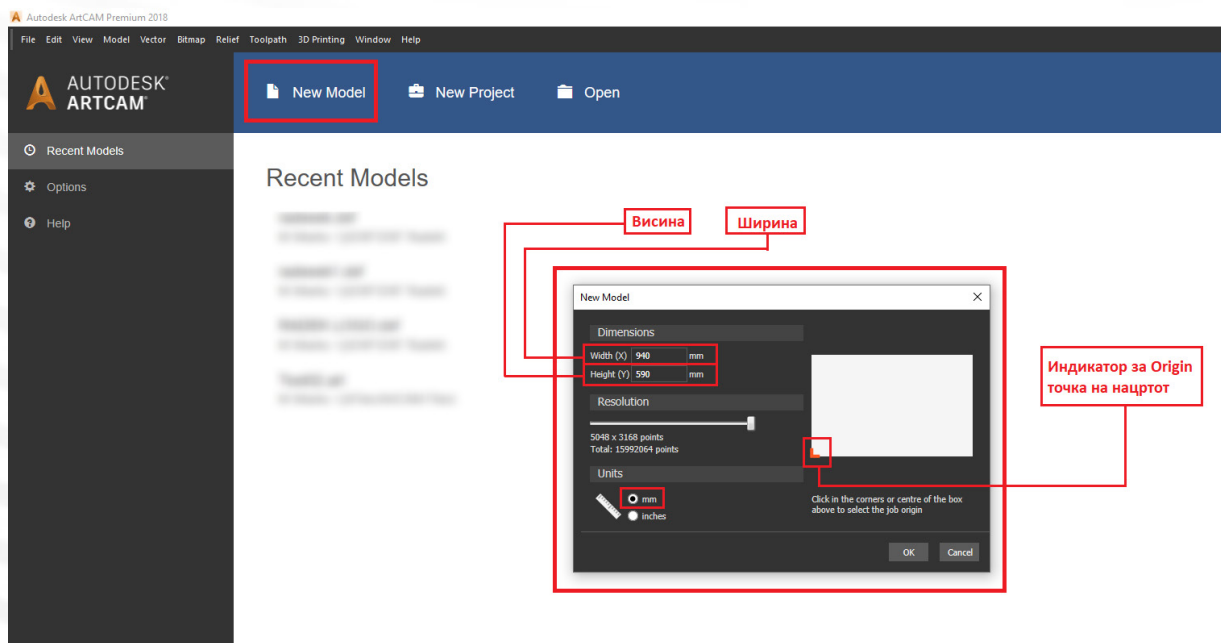 Autodesk ArtCAM Premium 2018
File Edit View Model Vector Bitmap Relief Toolpath 3D Printing Window Help
AUTODESK®
ARTCAM®
New Model
New Project
Open
Recent Models
Options
Help
Recent Models
Висина
Ширина
New Model
Dimensions
Width (X) 940 mm
Height (Y) 590 mm
Resolution
5048 x 3168 points
Total: 15992064 points
Units
mm
inches
Click in the corners or centre of the box
above to select the job origin
OK Cancel
Индикатор за Origin
точка на нацртот